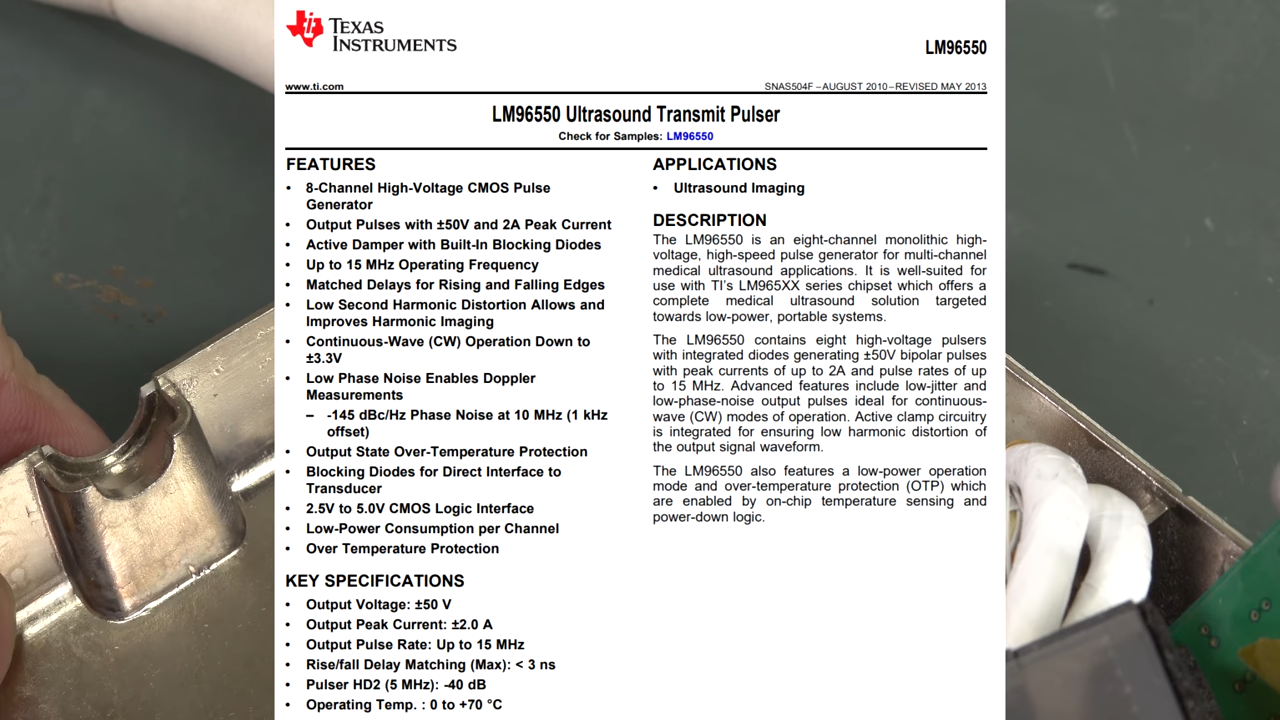 TEXAS
INSTRUMENTS
LM96550
www.ti.com
SNAS504F – AUGUST 2010 – REVISED MAY 2013
LM96550 Ultrasound Transmit Pulser
Check for Samples: LM96550
FEATURES
• 8-Channel High-Voltage CMOS Pulse
Generator
• Output Pulses with ±50V and 2A Peak Current
• Active Damper with Built-In Blocking Diodes
• Up to 15 MHz Operating Frequency
• Matched Delays for Rising and Falling Edges
• Low Second Harmonic Distortion Allows and
Improves Harmonic Imaging
• Continuous-Wave (CW) Operation Down to
±3.3V
• Low Phase Noise Enables Doppler
Measurements
– -145 dBc/Hz Phase Noise at 10 MHz (1 kHz
offset)
• Output State Over-Temperature Protection
• Blocking Diodes for Direct Interface to
Transducer
• 2.5V to 5.0V CMOS Logic Interface
• Low-Power Consumption per Channel
• Over Temperature Protection
KEY SPECIFICATIONS
• Output Voltage: ±50 V
• Output Peak Current: ±2.0 A
• Output Pulse Rate: Up to 15 MHz
• Rise/fall Delay Matching (Max): < 3 ns
• Pulser HD2 (5 MHz): -40 dB
• Operating Temp. : 0 to +70 °C
APPLICATIONS
• Ultrasound Imaging
DESCRIPTION
The LM96550 is an eight-channel monolithic high-
voltage, high-speed pulse generator for multi-channel
medical ultrasound applications. It is well-suited for
use with TI's LM965XX series chipset which offers a
complete medical ultrasound solution targeted
towards low-power, portable systems.
The LM96550 contains eight high-voltage pulsers
with integrated diodes generating ±50V bipolar pulses
with peak currents of up to 2A and pulse rates of up
to 15 MHz. Advanced features include low-jitter and
low-phase-noise output pulses ideal for continuous-
wave (CW) modes of operation. Active clamp circuitry
is integrated for ensuring low harmonic distortion of
the output signal waveform.
The LM96550 also features a low-power operation
mode and over-temperature protection (OTP) which
are enabled by on-chip temperature sensing and
power-down logic.